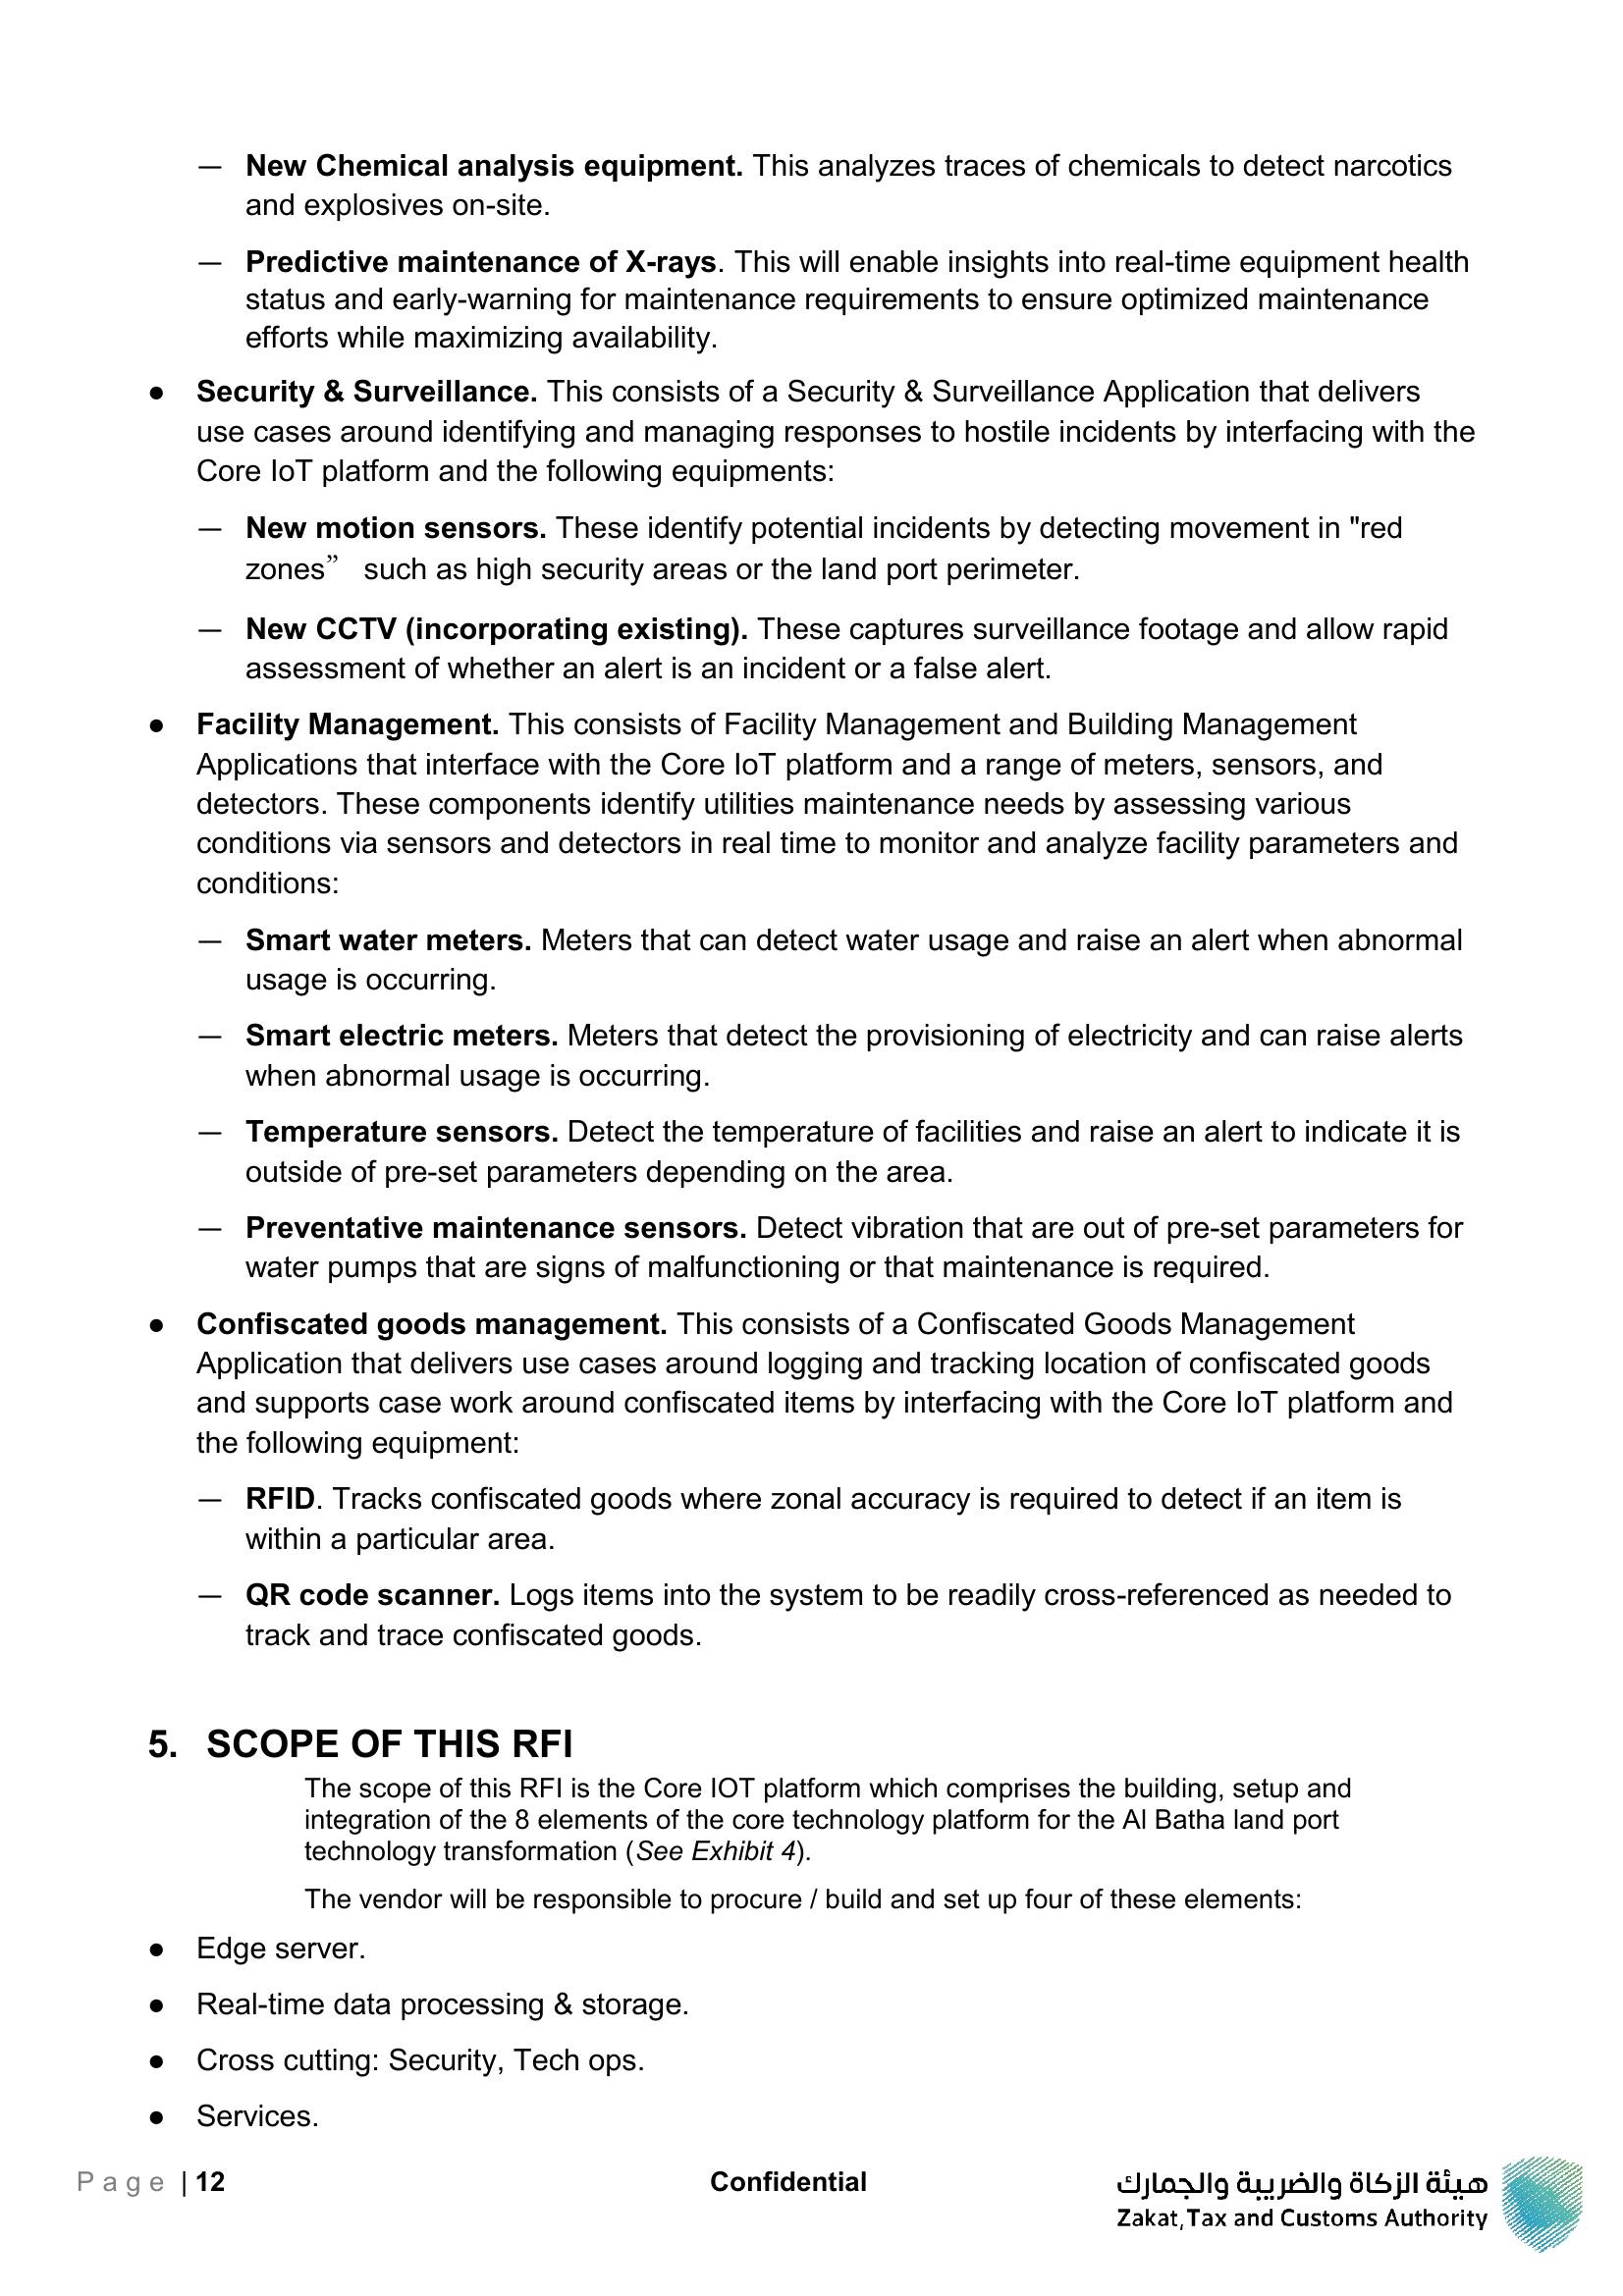 — New Chemical analysis equipment. This analyzes traces of chemicals to detect narcotics
and explosives on-site.
— Predictive maintenance of X-rays. This will enable insights into real-time equipment health
status and early-warning for maintenance requirements to ensure optimized maintenance
efforts while maximizing availability.
● Security & Surveillance. This consists of a Security & Surveillance Application that delivers
use cases around identifying and managing responses to hostile incidents by interfacing with the
Core IoT platform and the following equipments:
— New motion sensors. These identify potential incidents by detecting movement in "red
zones” such as high security areas or the land port perimeter.
— New CCTV (incorporating existing). These captures surveillance footage and allow rapid
assessment of whether an alert is an incident or a false alert.
● Facility Management. This consists of Facility Management and Building Management
Applications that interface with the Core IoT platform and a range of meters, sensors, and
detectors. These components identify utilities maintenance needs by assessing various
conditions via sensors and detectors in real time to monitor and analyze facility parameters and
conditions:
— Smart water meters. Meters that can detect water usage and raise an alert when abnormal
usage is occurring.
— Smart electric meters. Meters that detect the provisioning of electricity and can raise alerts
when abnormal usage is occurring.
— Temperature sensors. Detect the temperature of facilities and raise an alert to indicate it is
outside of pre-set parameters depending on the area.
— Preventative maintenance sensors. Detect vibration that are out of pre-set parameters for
water pumps that are signs of malfunctioning or that maintenance is required.
● Confiscated goods management. This consists of a Confiscated Goods Management
Application that delivers use cases around logging and tracking location of confiscated goods
and supports case work around confiscated items by interfacing with the Core IoT platform and
the following equipment:
— RFID. Tracks confiscated goods where zonal accuracy is required to detect if an item is
within a particular area.
— QR code scanner. Logs items into the system to be readily cross-referenced as needed to
track and trace confiscated goods.
5. SCOPE OF THIS RFI
The scope of this RFI is the Core IOT platform which comprises the building, setup and
integration of the 8 elements of the core technology platform for the Al Batha land port
technology transformation (See Exhibit 4).
The vendor will be responsible to procure / build and set up four of these elements:
● Edge server.
● Real-time data processing & storage.
● Cross cutting: Security, Tech ops.
● Services.
Page | 12
Confidential
هيئة الزكاة والضريبة والجمارك
Zakat, Tax and Customs Authority